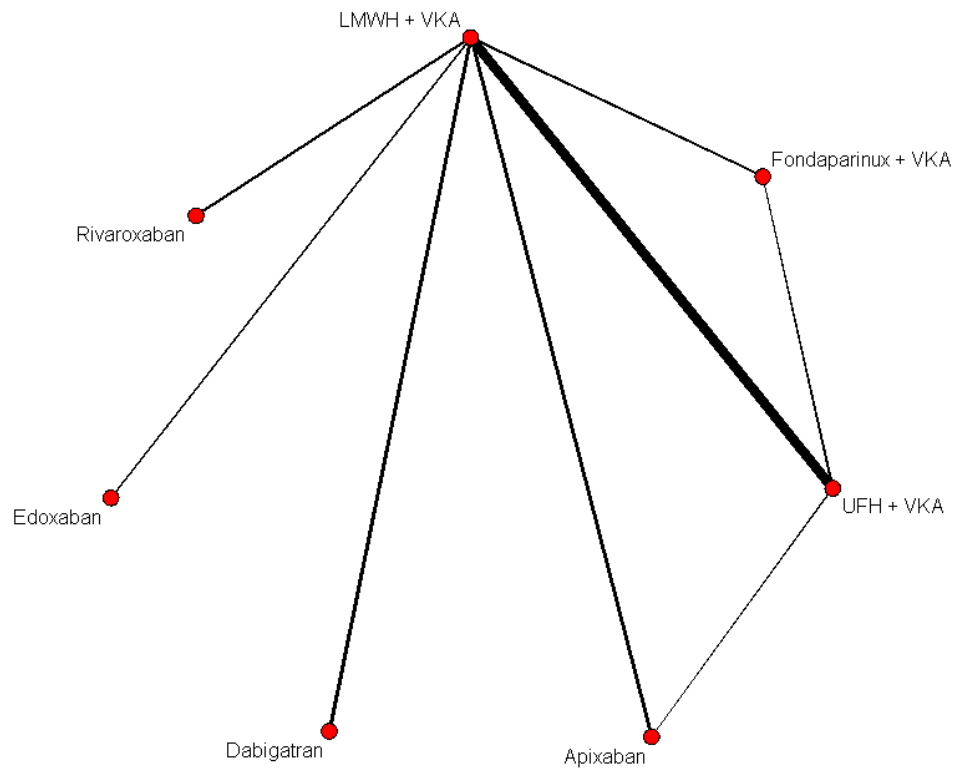 LMWH + VKA
Fondaparinux + VKA
Rivaroxaban
Edoxaban
UFH + VKA
Dabigatran
Apixaban